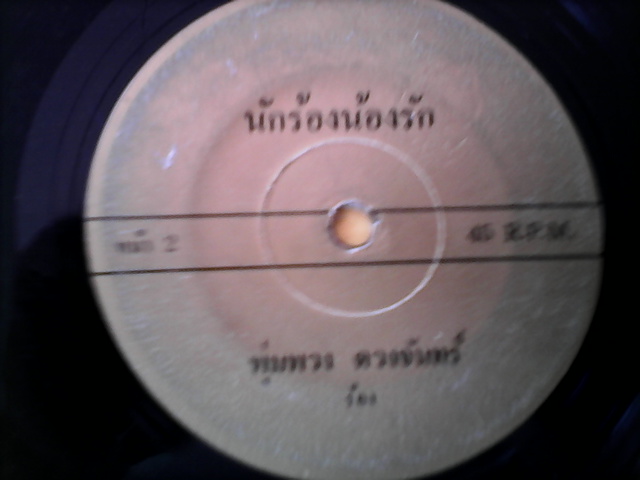 นักร้องน้องรัก
หน้า 2
45 R.P.M.
พุ่มพวง ดวงจันทร์
ร้อง